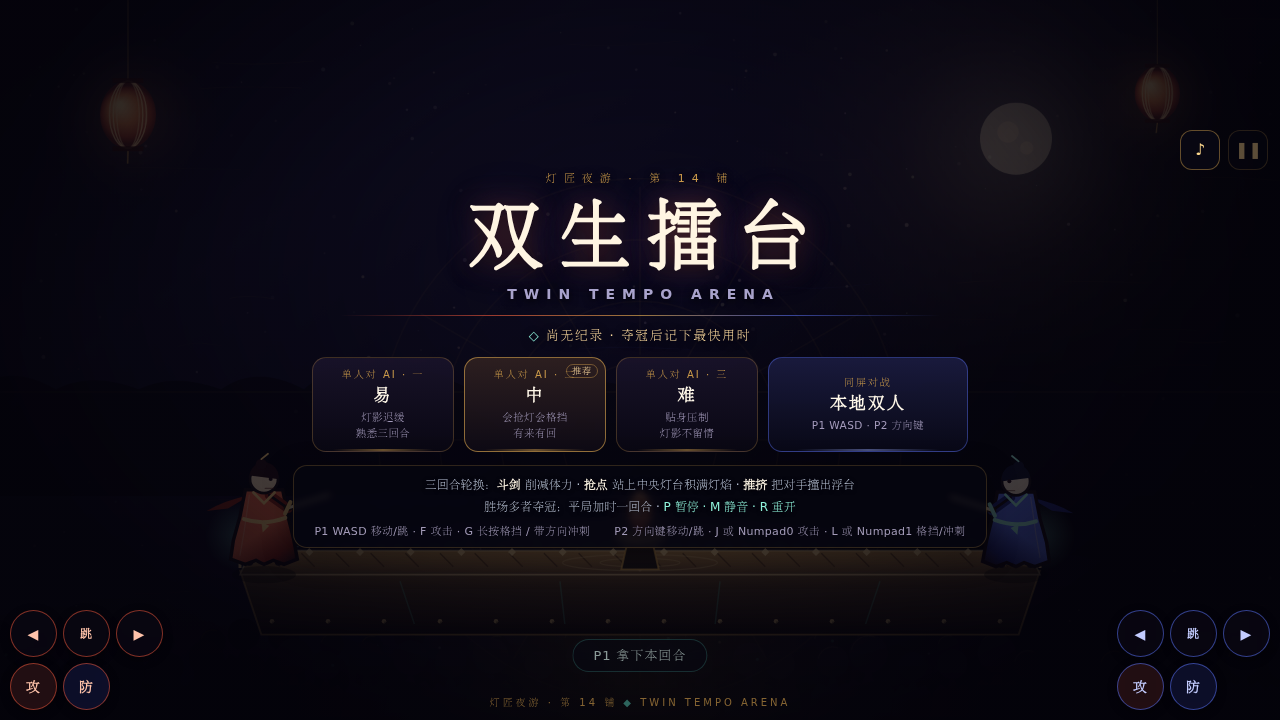 灯匠夜游 · 第 14 铺
双生擂台
TWIN TEMPO ARENA
◇ 尚无纪录 · 夺冠后记下最快用时
单人对 AI · 一
易
灯影迟缓
熟悉三回合
单人对 AI ·
推荐
中
会抢灯会格挡
有来有回
单人对 AI · 三
难
贴身压制
灯影不留情
同屏对战
本地双人
P1 WASD · P2 方向键
三回合轮换: 斗剑 削减体力 · 抢点 站上中央灯台积满灯焰 · 推挤 把对手撞出浮台
胜场多者夺冠; 平局加时一回合 · P 暂停 · M 静音 · R 重开
P1 WASD 移动/跳 · F 攻击 · G 长按格挡 / 带方向冲刺
P2 方向键移动/跳 · J 或 Numpad0 攻击 · L 或 Numpad1 格挡/冲刺
◀ 跳 ▶
攻 防
◀ 跳 ▶
攻 防
P1 拿下本回合
灯匠夜游 · 第 14 铺 ◆ TWIN TEMPO ARENA